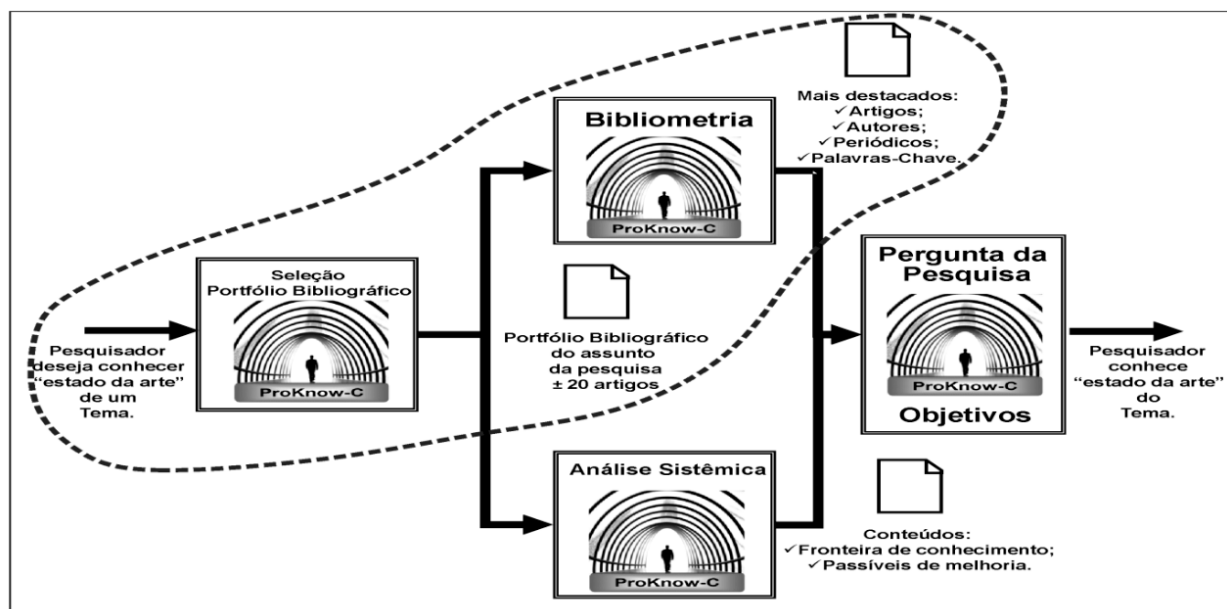 Pesquisador
deseja conhecer
“estado da arte”
de um
Tema.
Seleção
Portfólio Bibliográfico
ProKnow-C
Bibliometria
ProKnow-C
Mais destacados:
✓Artigos;
✓Autores;
✓Periódicos;
✓Palavras-Chave.
Portfólio Bibliográfico
do assunto
da pesquisa
± 20 artigos
Análise Sistêmica
ProKnow-C
Conteúdos:
✓Fronteira de conhecimento;
✓Passíveis de melhoria.
Pergunta da
Pesquisa
ProKnow-C
Objetivos
Pesquisador
conhece
“estado da arte”
do
Tema.